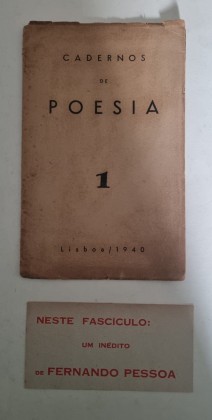 CADERNOS
DE
POESIA
1
Lisboa/1940
NESTE FASCÍCULO:
UM INÉDITO
DE FERNANDO PESSOA